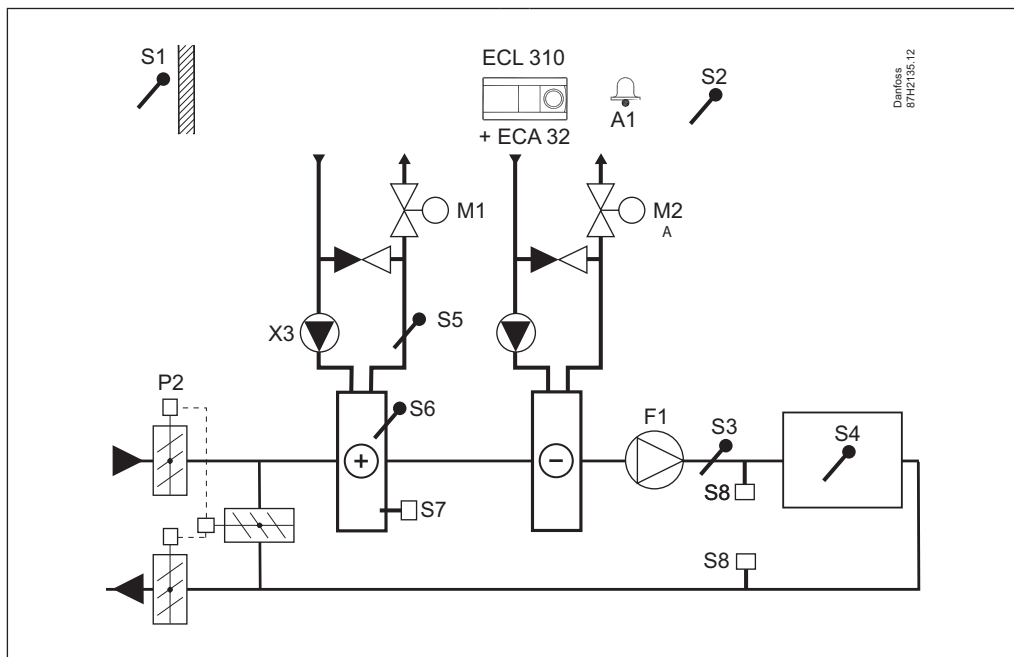 S1
ECL 310
+ ECA 32
A1
S2
Danfoss
87H2135.12
M1
M2
A
X3
S5
P2
S6
F1
S3
S4
S8
S7
S8